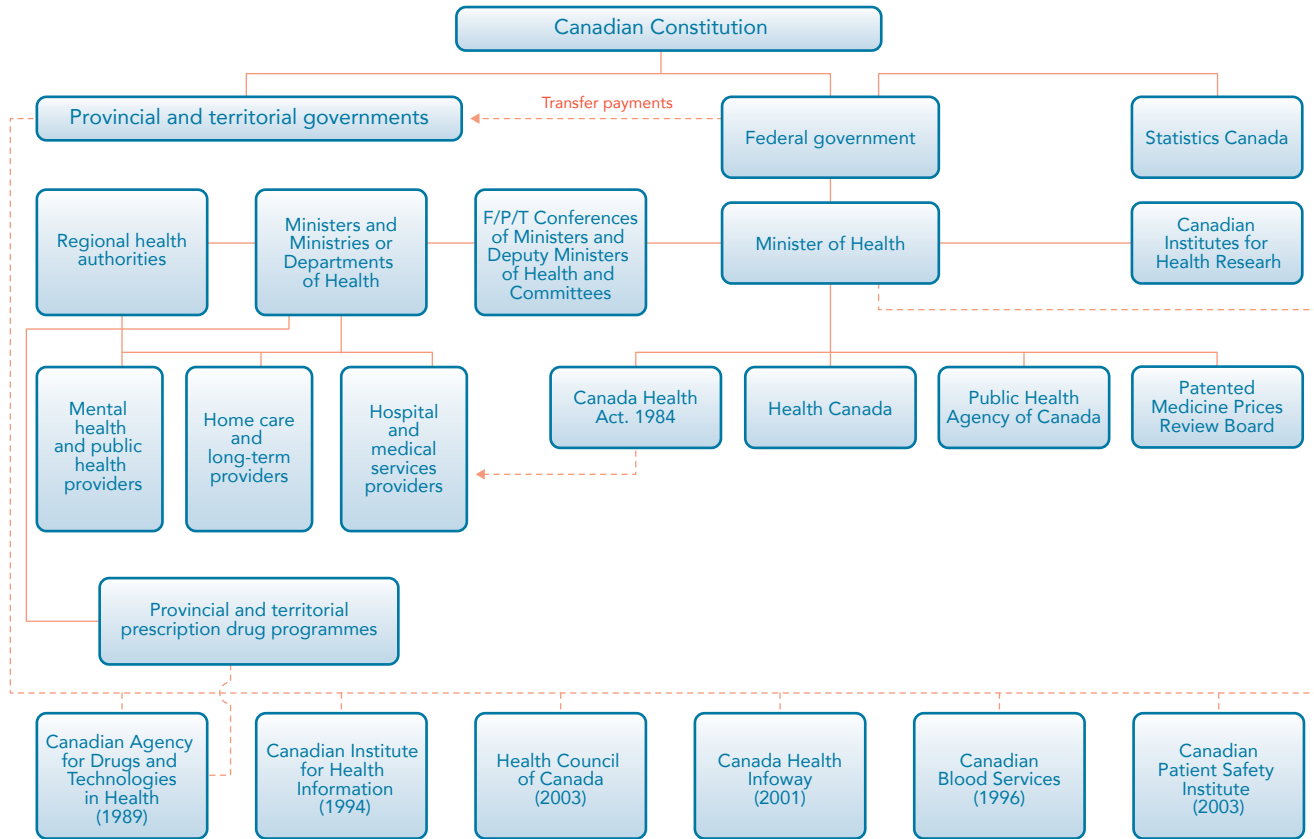 Canadian Constitution
Transfer payments
Provincial and territorial governments
Federal government
Statistics Canada
Regional health
authorities
Ministers and
Ministries or
Departments
of Health
F/P/T Conferences
of Ministers and
Deputy Ministers
of Health and
Committees
Minister of Health
Canadian
Institutes for
Health Researh
Mental
health
and public
health
providers
Home care
and
long-term
providers
Hospital
and
medical
services
providers
Canada Health
Act. 1984
Health Canada
Public Health
Agency of Canada
Patented
Medicine Prices
Review Board
Provincial and territorial
prescription drug programmes
Canadian Agency
for Drugs and
Technologies
in Health
(1989)
Canadian Institute
for Health
Information
(1994)
Health Council
of Canada
(2003)
Canada Health
Infoway
(2001)
Canadian
Blood Services
(1996)
Canadian
Patient Safety
Institute
(2003)